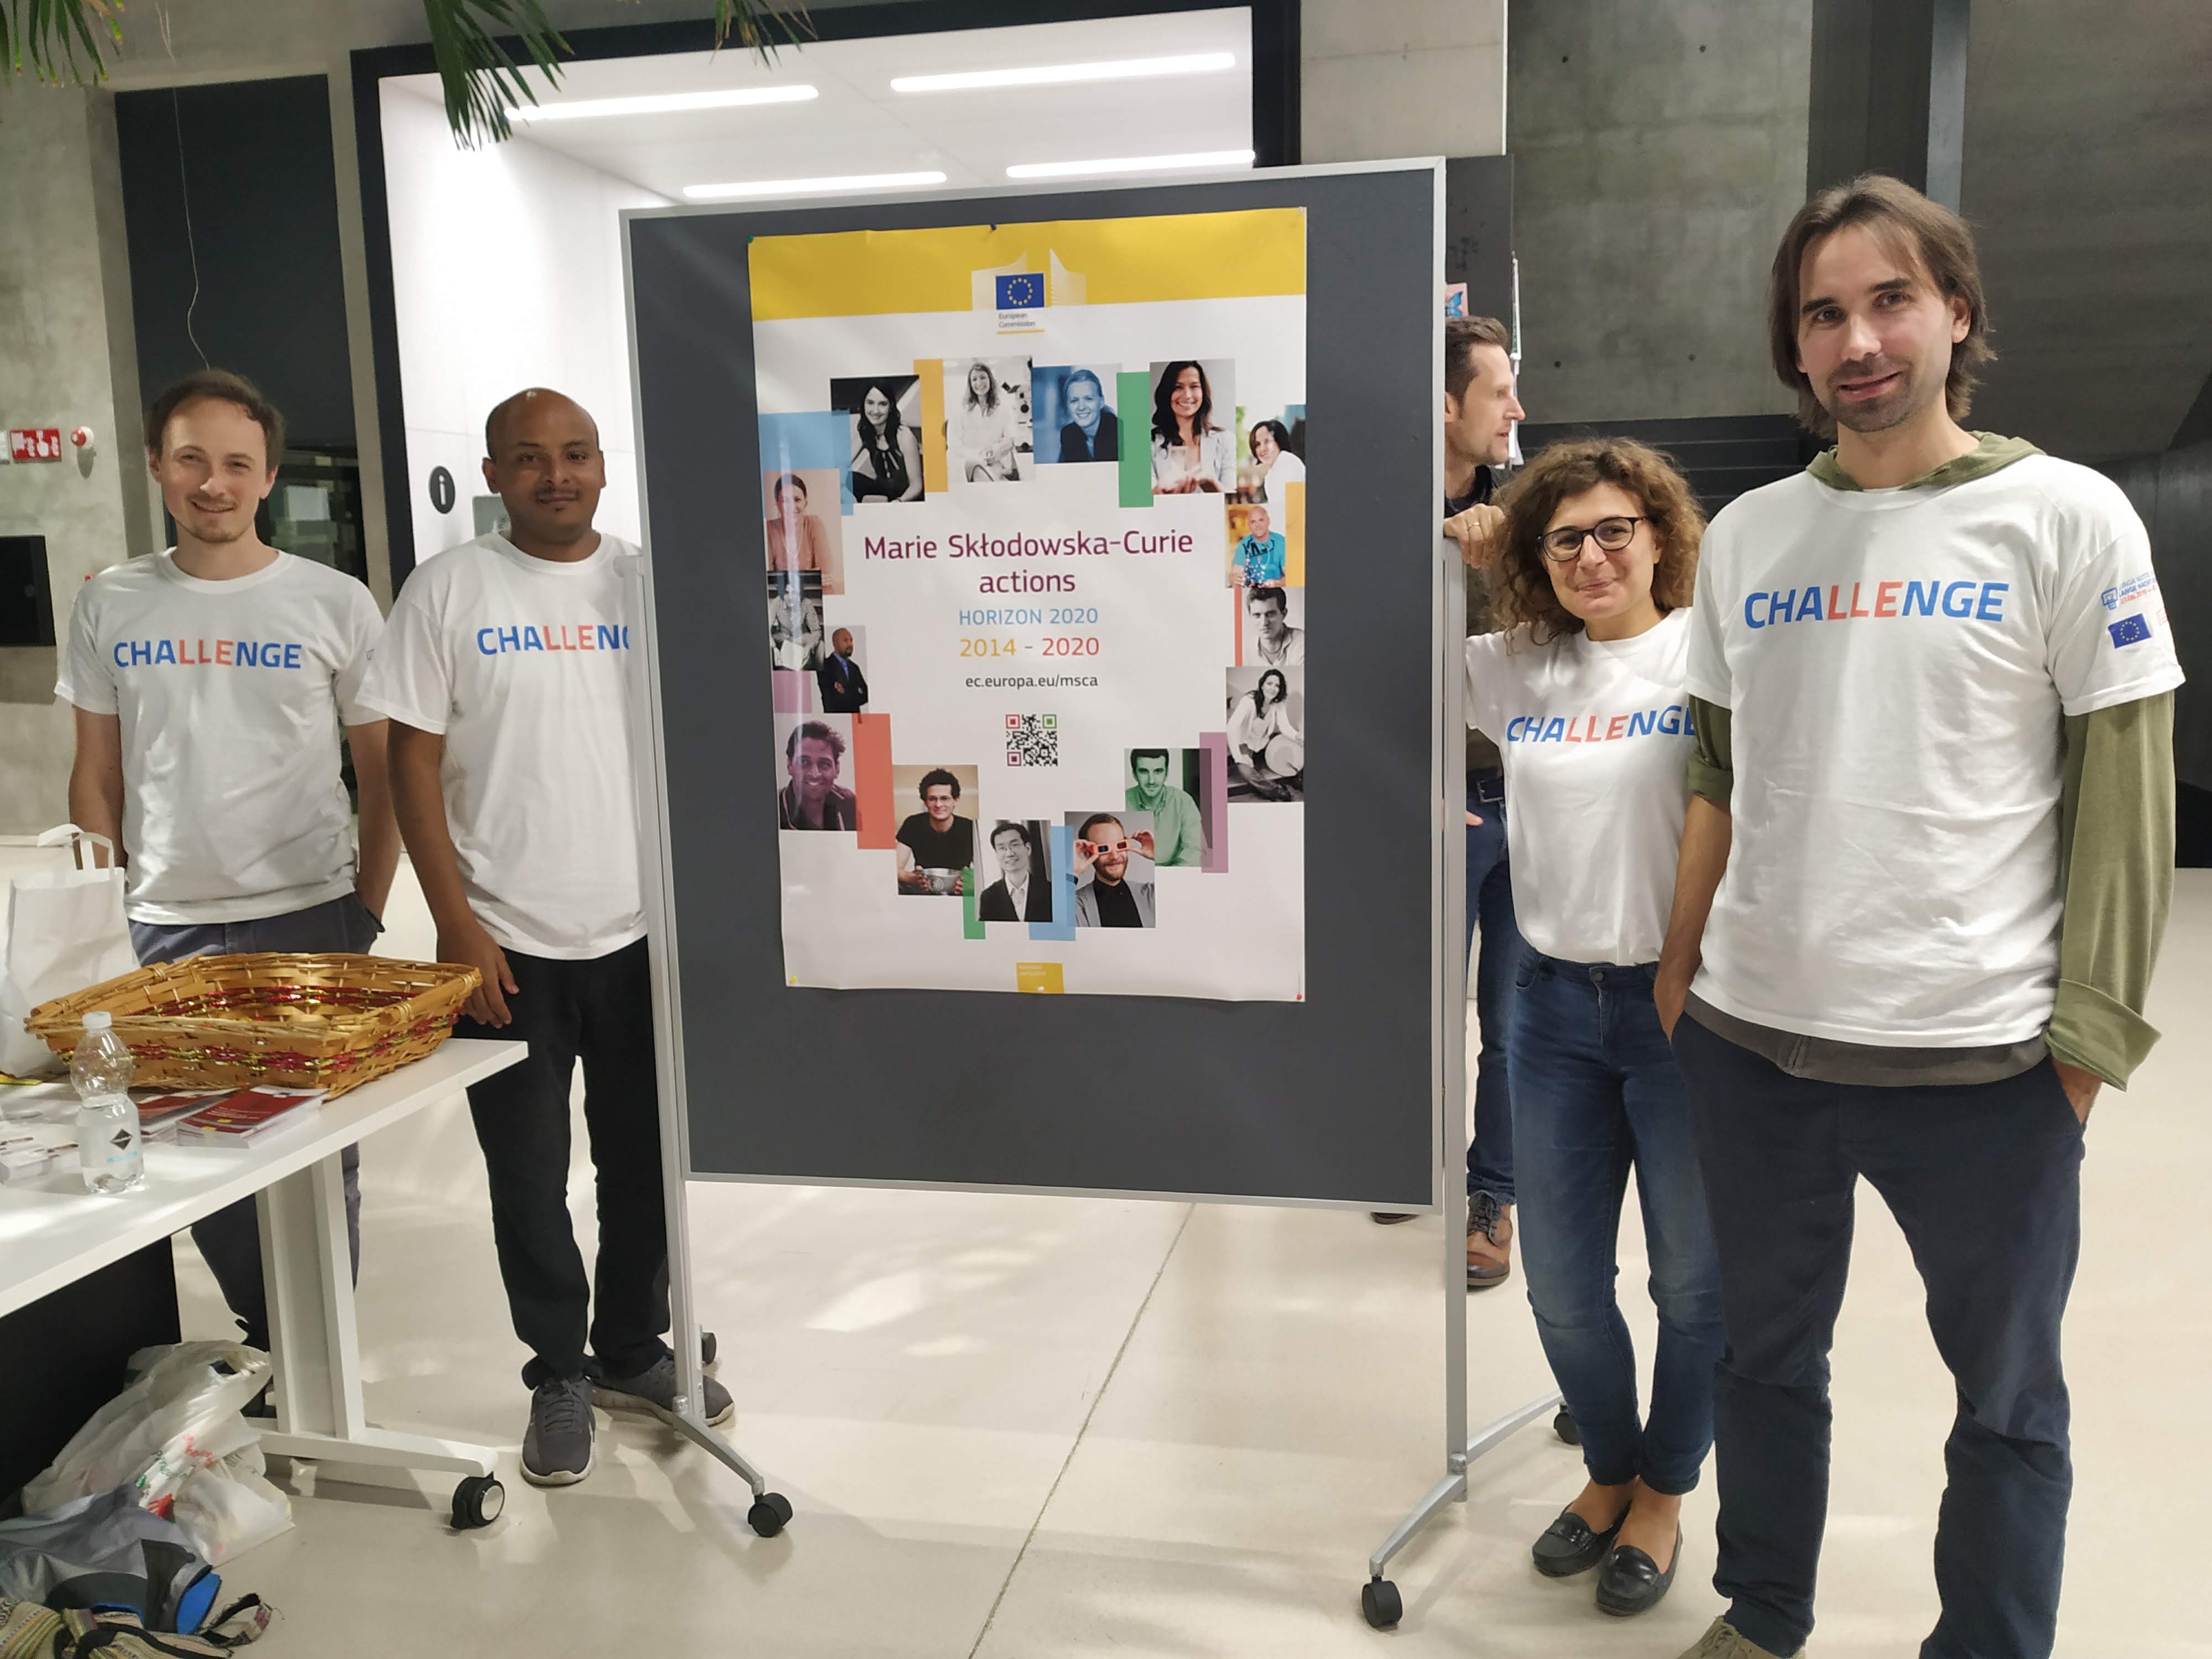 European
Commission
Marie Skłodowska-Curie
actions
HORIZON 2020
2014 - 2020
ec.europa.eu/msca
CHALLENGE
CHALLENG
CHALLENGE
CHALLENGE
i